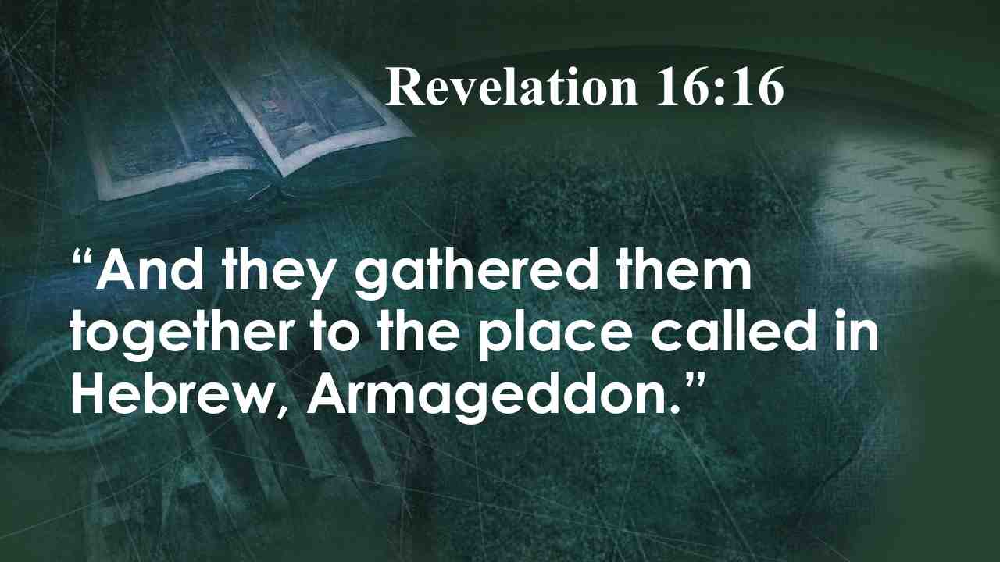 Revelation 16:16
“And they gathered them
together to the place called in
Hebrew, Armageddon.”